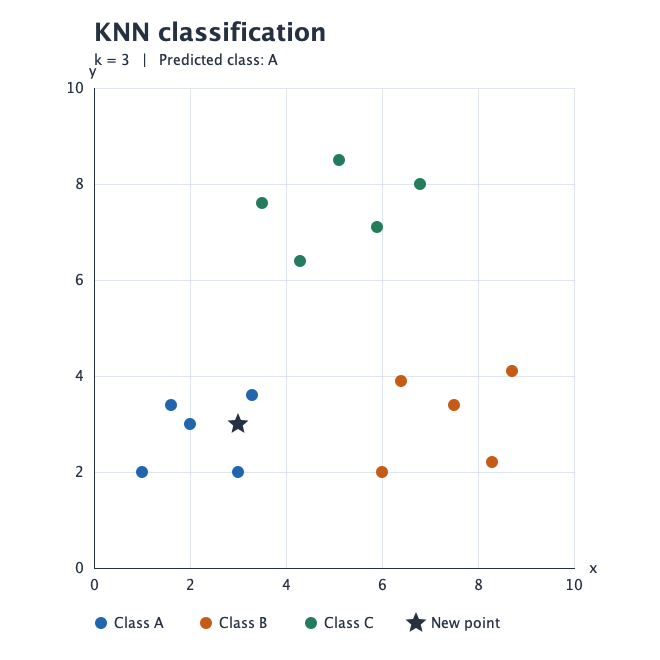 KNN classification
k = 3 | Predicted class: A
y
10
8
6
4
2
0
0 2 4 6 8 10 x
Class A Class B Class C New point